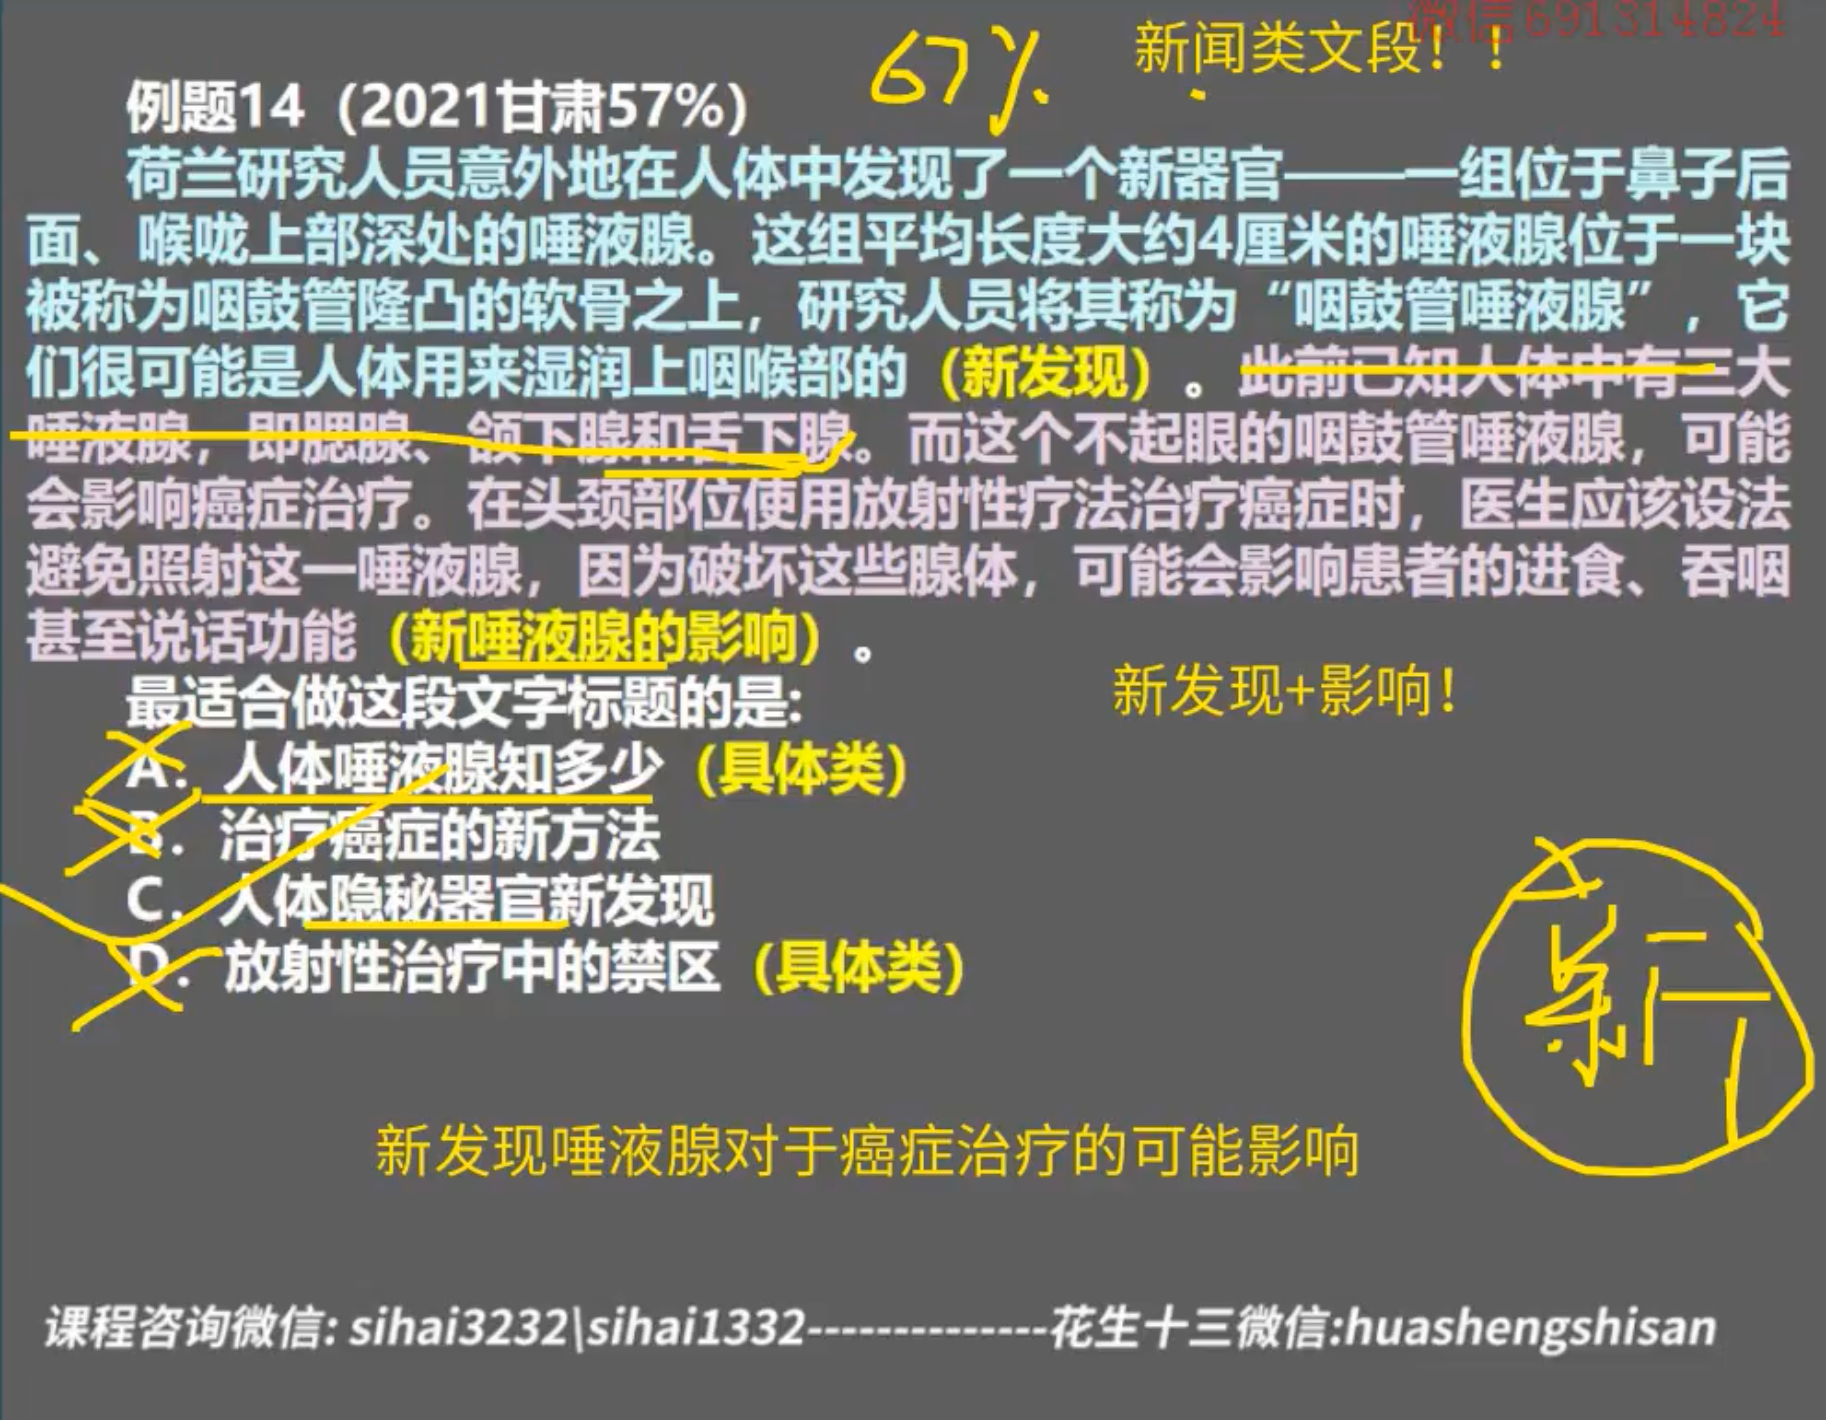 微信691314824
67%.
新闻类文段！！
例题14（2021甘肃57%）
荷兰研究人员意外地在人体中发现了一个新器官——一组位于鼻子后
面、喉咙上部深处的唾液腺。这组平均长度大约4厘米的唾液腺位于一块
被称为咽鼓管隆凸的软骨之上，研究人员将其称为“咽鼓管唾液腺”，它
们很可能是人体用来湿润上咽喉部的（新发现）。此前已知人体中有三大
唾液腺，即腮腺、颌下腺和舌下腺。而这个不起眼的咽鼓管唾液腺，可能
会影响癌症治疗。在头颈部位使用放射性疗法治疗癌症时，医生应该设法
避免照射这一唾液腺，因为破坏这些腺体，可能会影响患者的进食、吞咽
甚至说话功能（新唾液腺的影响）。
最适合做这段文字标题的是:
新发现+影响！
A．人体唾液腺知多少（具体类）
B．治疗癌症的新方法
C．人体隐秘器官新发现
D．放射性治疗中的禁区（具体类）
新
新发现唾液腺对于癌症治疗的可能影响
课程咨询微信: sihai3232\sihai1332--------------花生十三微信:huashengshisan